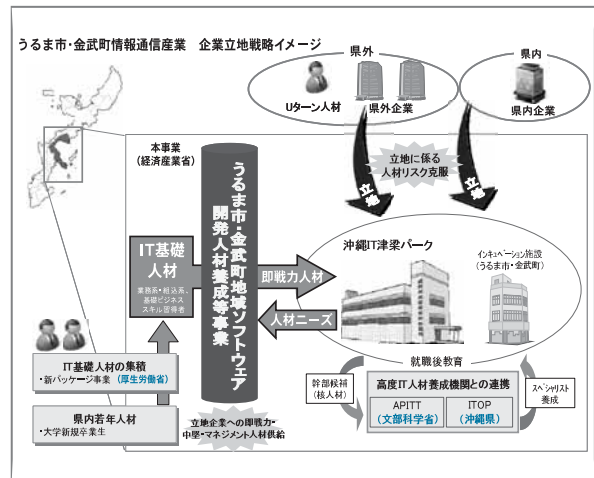 うるま市・金武町情報通信産業　企業立地戦略イメージ
県外
Uターン人材
県外企業
県内
県内企業
本事業
(経済産業省)
立地に係る
人材リスク克服
立地
立地
うるま市・金武町地域ソフトウェア
開発人材養成等事業
IT基礎
人材
業務系・組込系、
基礎ビジネス
スキル習得者
即戦力人材
人材ニーズ
沖縄IT津梁パーク
インキュベーション施設
(うるま市・金武町)
IT基礎人材の集積
・新パッケージ事業 (厚生労働省)
県内若年人材
・大学新規卒業生
立地企業への即戦力・
中堅・マネジメント人材供給
就職後教育
幹部候補
(核人材)
高度IT人材養成機関との連携
APITT
(文部科学省)
ITOP
(沖縄県)
スペシャリスト
養成